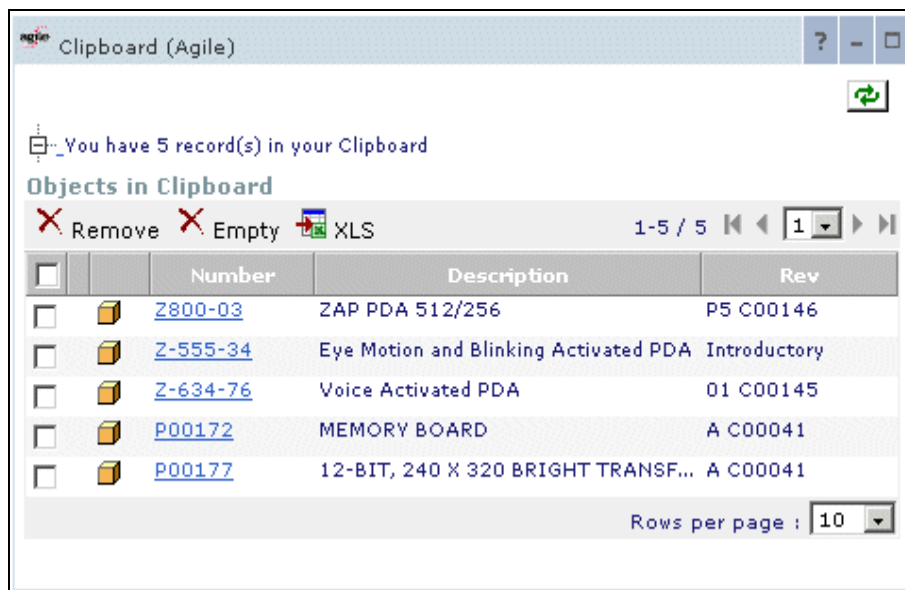 agile Clipboard (Agile) ? -
You have 5 record(s) in your Clipboard
Objects in Clipboard
Remove Empty XLS 1-5 / 5 1
Number Description Rev
Z800-03 ZAP PDA 512/256 P5 C00146
Z-555-34 Eye Motion and Blinking Activated PDA Introductory
Z-634-76 Voice Activated PDA 01 C00145
P00172 MEMORY BOARD A C00041
P00177 12-BIT, 240 X 320 BRIGHT TRANSF... A C00041
Rows per page : 10